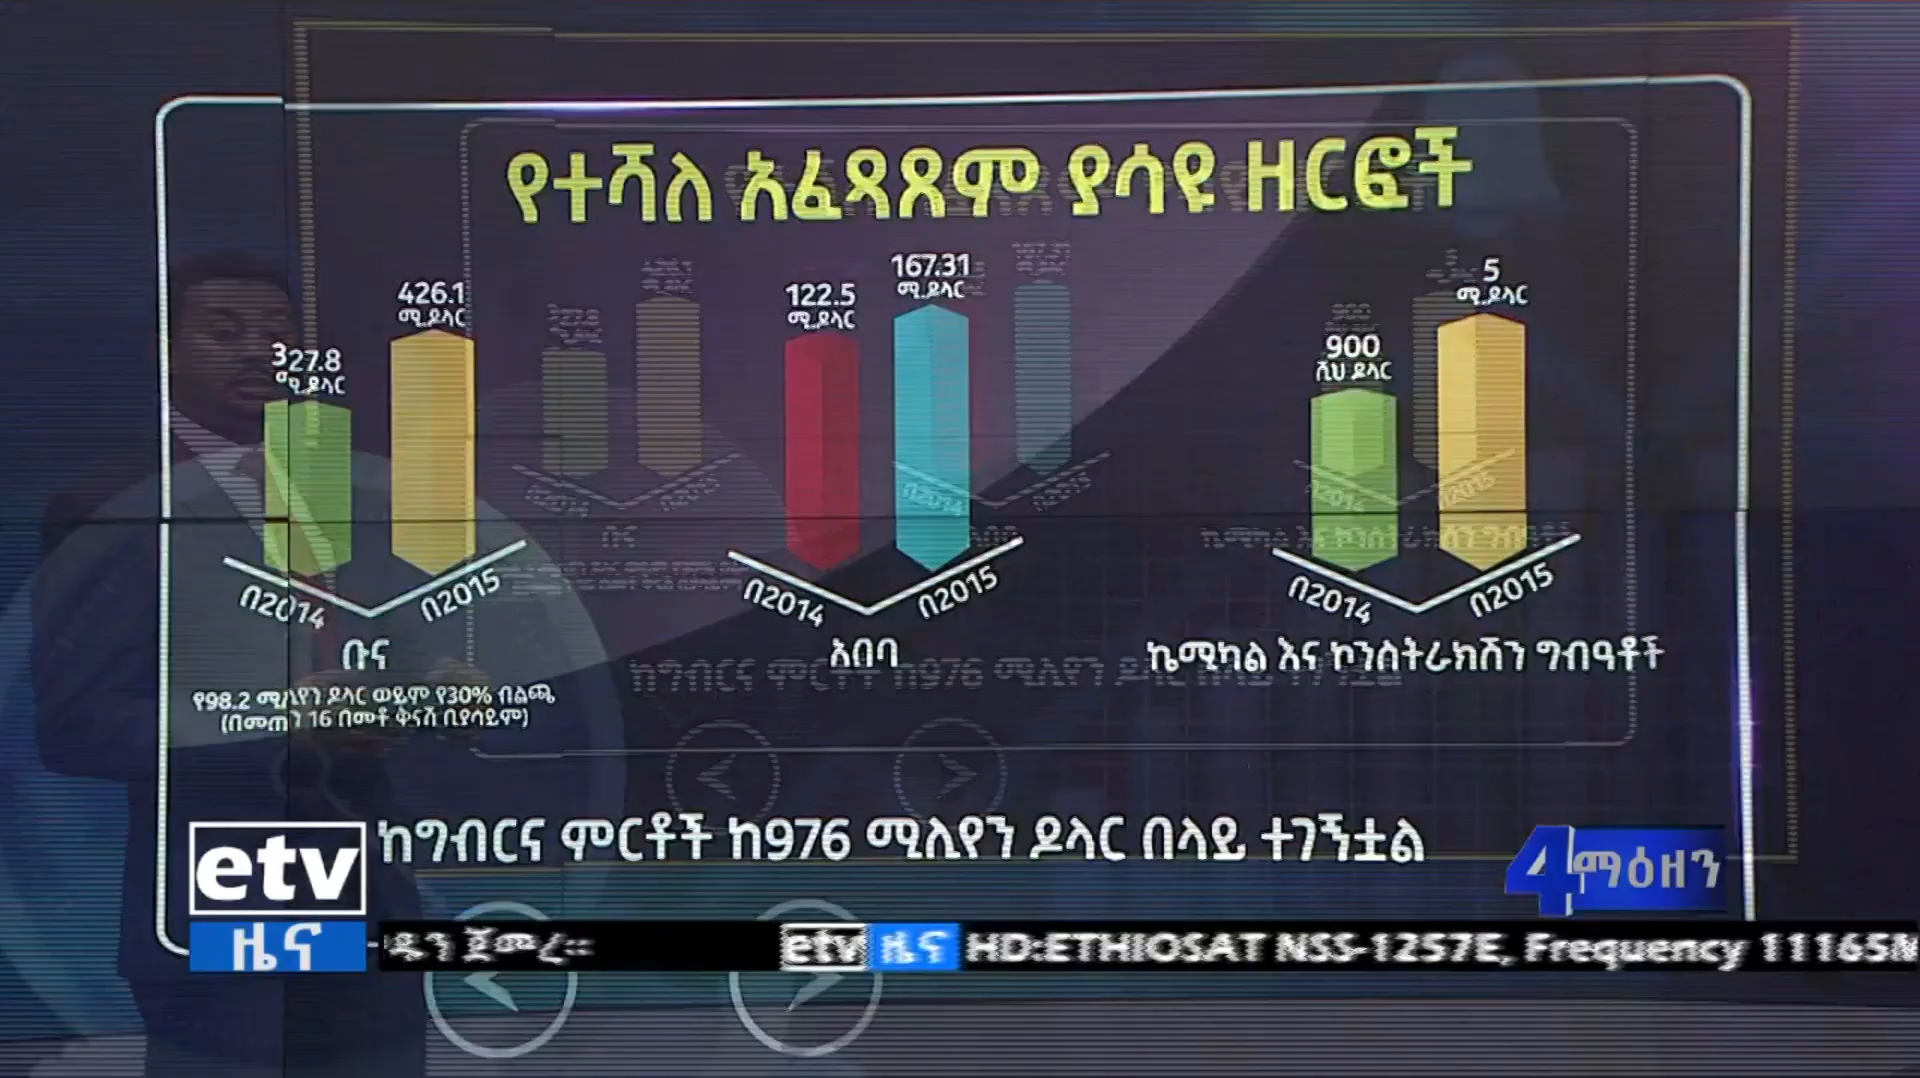 የተሻለ አፈጻጸም ያሳዩ ዘርፎች
327.8
ሚ.ዶላር
426.1
ሚ.ዶላር
በ2014
በ2015
ቡና
የ98.2 ሚሊየን ዶላር ወይም የ30% ብልጫ
(በመጠን 16 በመቶ ቅናሽ ቢያሳይም)
122.5
ሚ.ዶላር
167.31
ሚ.ዶላር
በ2014
በ2015
አበባ
900
ሺህ ዶላር
5
ሚ.ዶላር
በ2014
በ2015
ኬሚካል እና ኮንስትራክሽን ግብዓቶች
ከግብርና ምርቶች ከ976 ሚሊየን ዶላር በላይ ተገኝቷል
4ማዕዘን
etv
ዜና
ጀመረ።
etv ዜና HD:ETHIOSAT NSS-1257E, Frequency 11165M